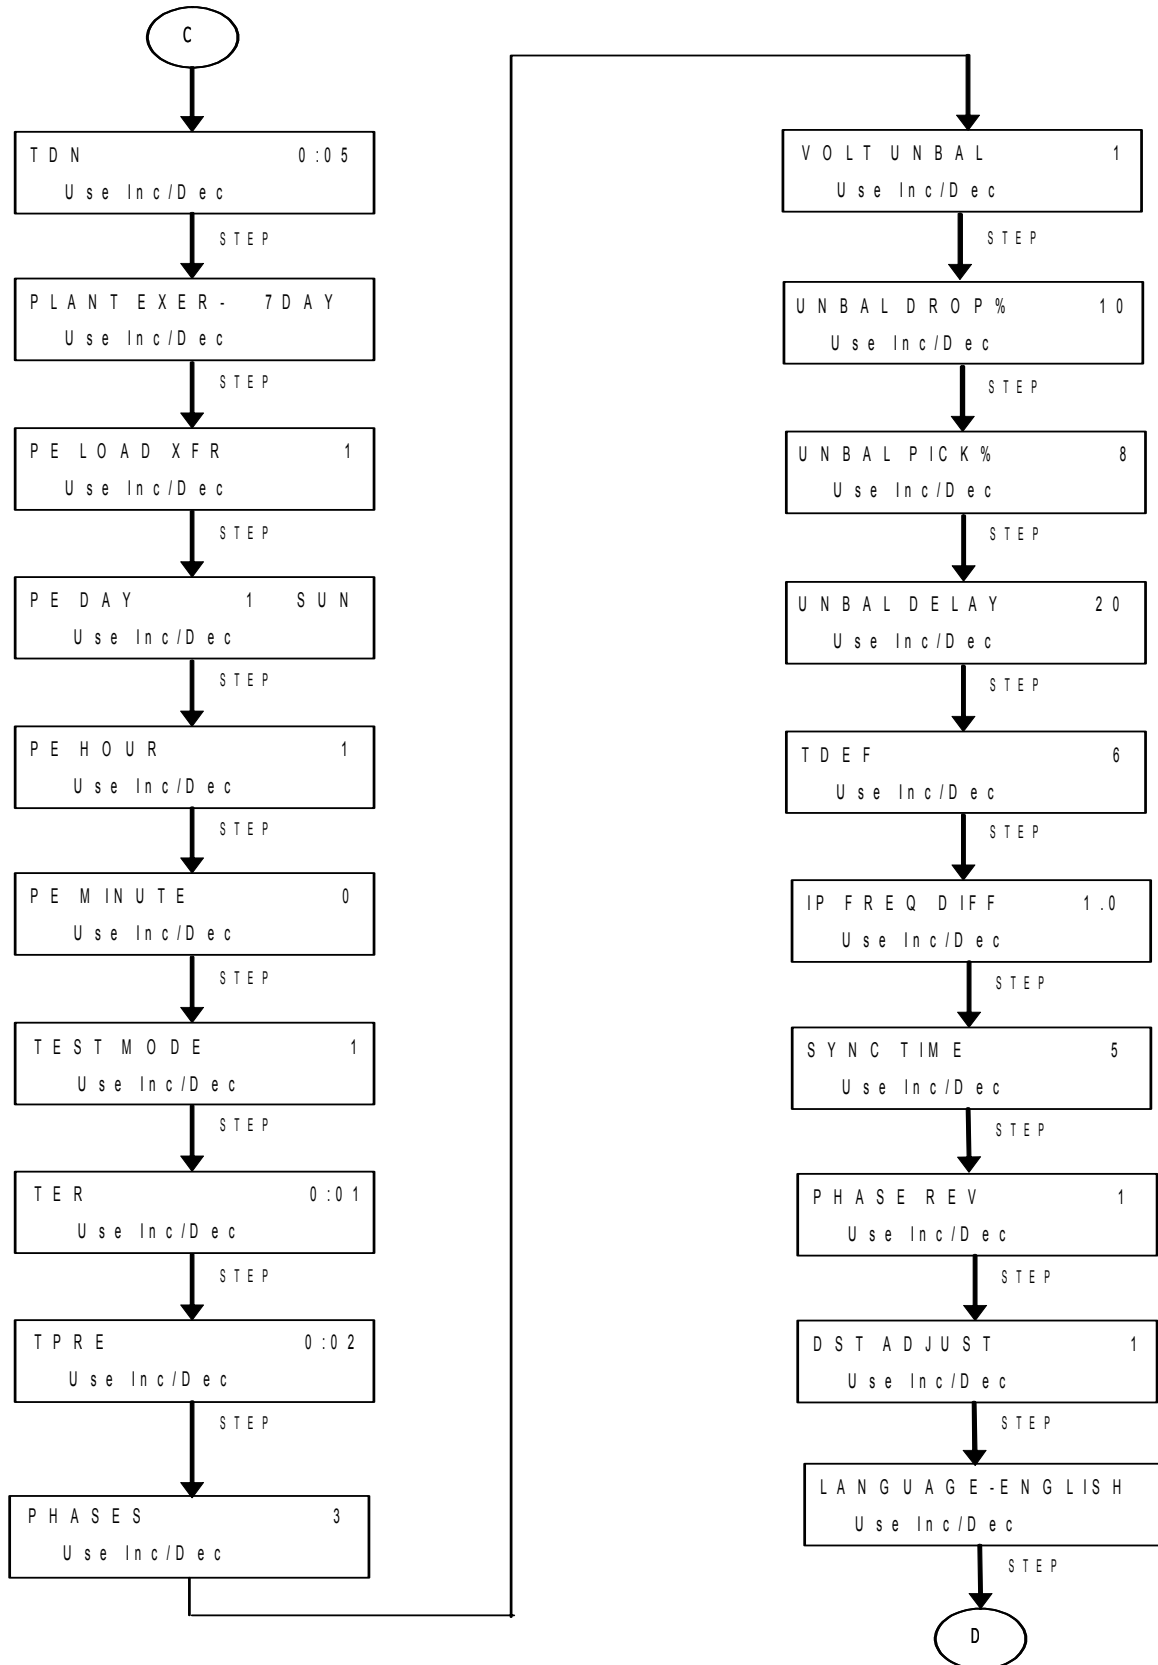 C
TDN 0:05
Use Inc/Dec
STEP
PLANT EXER- 7DAY
Use Inc/Dec
STEP
PE LOAD XFR 1
Use Inc/Dec
STEP
PE DAY 1 SUN
Use Inc/Dec
STEP
PE HOUR 1
Use Inc/Dec
STEP
PE MINUTE 0
Use Inc/Dec
STEP
TEST MODE 1
Use Inc/Dec
STEP
TER 0:01
Use Inc/Dec
STEP
TPRE 0:02
Use Inc/Dec
STEP
PHASES 3
Use Inc/Dec
VOLT UNBAL 1
Use Inc/Dec
STEP
UNBAL DROP% 10
Use Inc/Dec
STEP
UNBAL PICK% 8
Use Inc/Dec
STEP
UNBAL DELAY 20
Use Inc/Dec
STEP
TDEF 6
Use Inc/Dec
STEP
IP FREQ DIFF 1.0
Use Inc/Dec
STEP
SYNC TIME 5
Use Inc/Dec
STEP
PHASE REV 1
Use Inc/Dec
STEP
DST ADJUST 1
Use Inc/Dec
STEP
LANGUAGE-ENGLISH
Use Inc/Dec
STEP
D